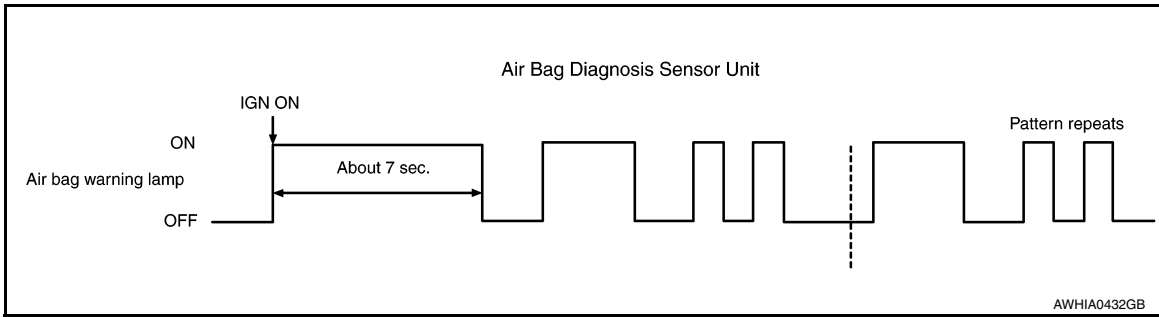 Air Bag Diagnosis Sensor Unit
IGN ON
ON
Pattern repeats
About 7 sec.
Air bag warning lamp
OFF
AWHIA0432GB